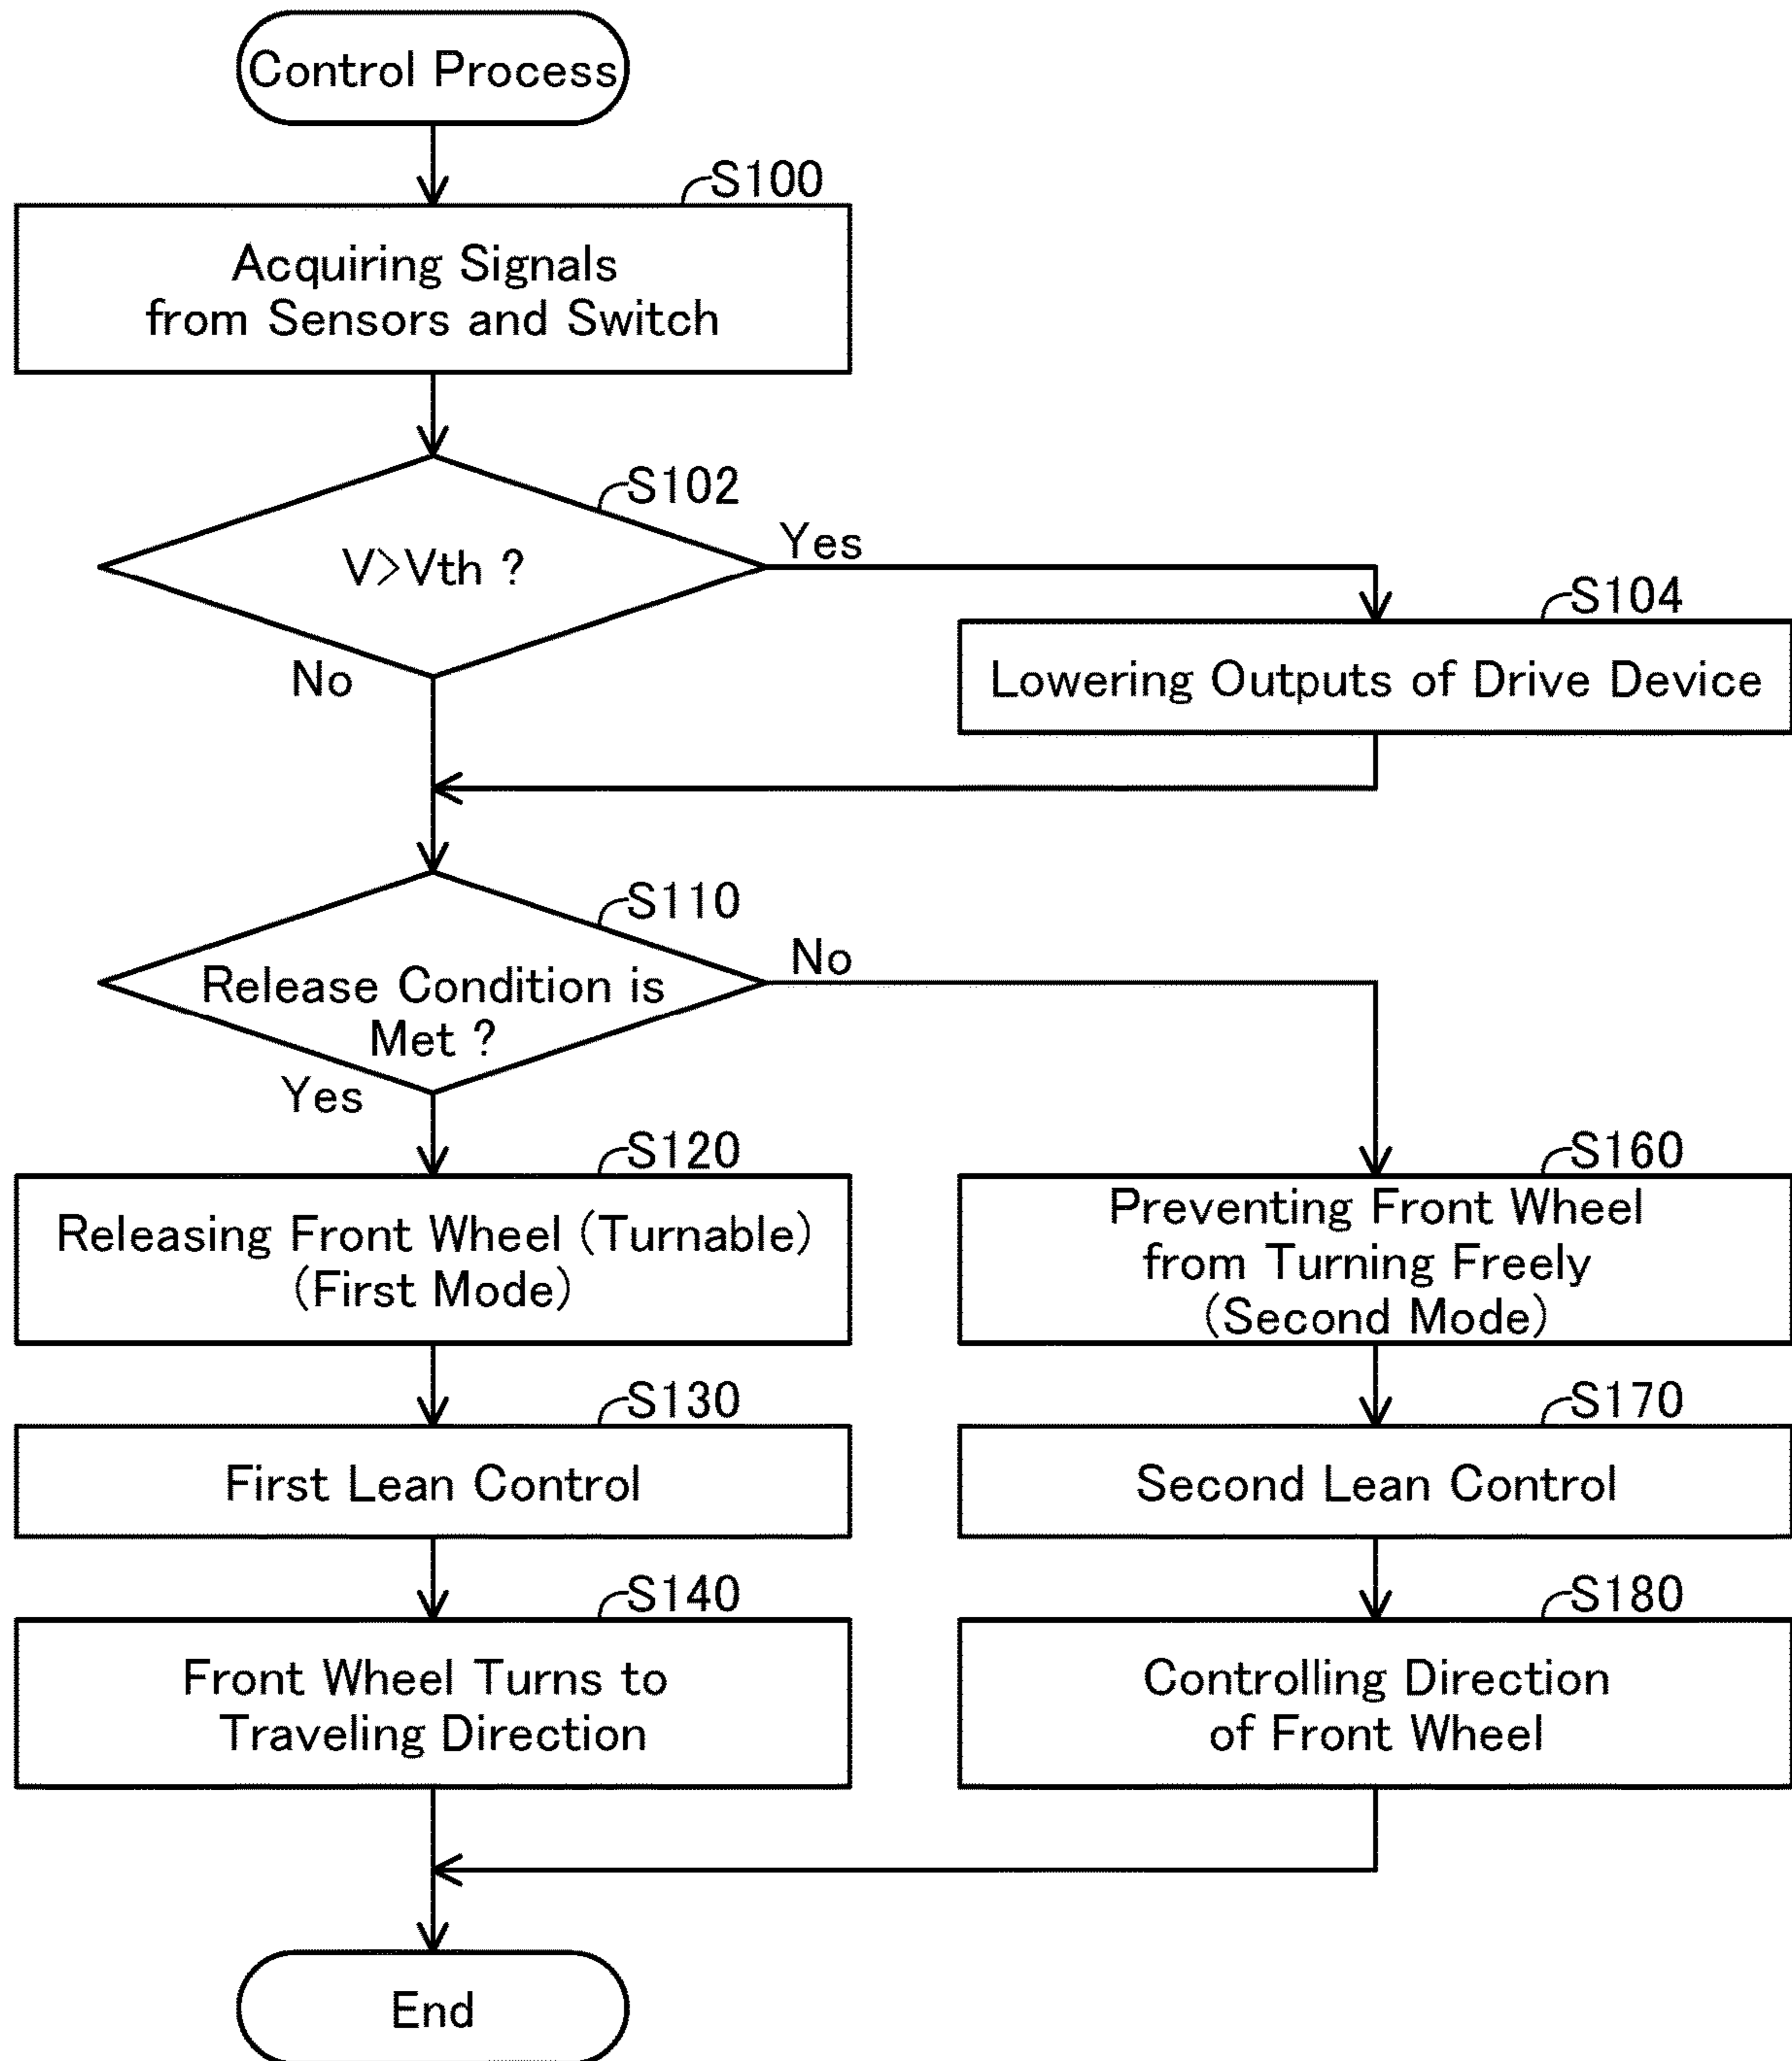 Control Process
S100
Acquiring Signals
from Sensors and Switch
S102
V>Vth ?
Yes
No
S104
Lowering Outputs of Drive Device
S110
Release Condition is
Met ?
No
Yes
S120
Releasing Front Wheel (Turnable)
(First Mode)
S160
Preventing Front Wheel
from Turning Freely
(Second Mode)
S130
First Lean Control
S170
Second Lean Control
S140
Front Wheel Turns to
Traveling Direction
S180
Controlling Direction
of Front Wheel
End